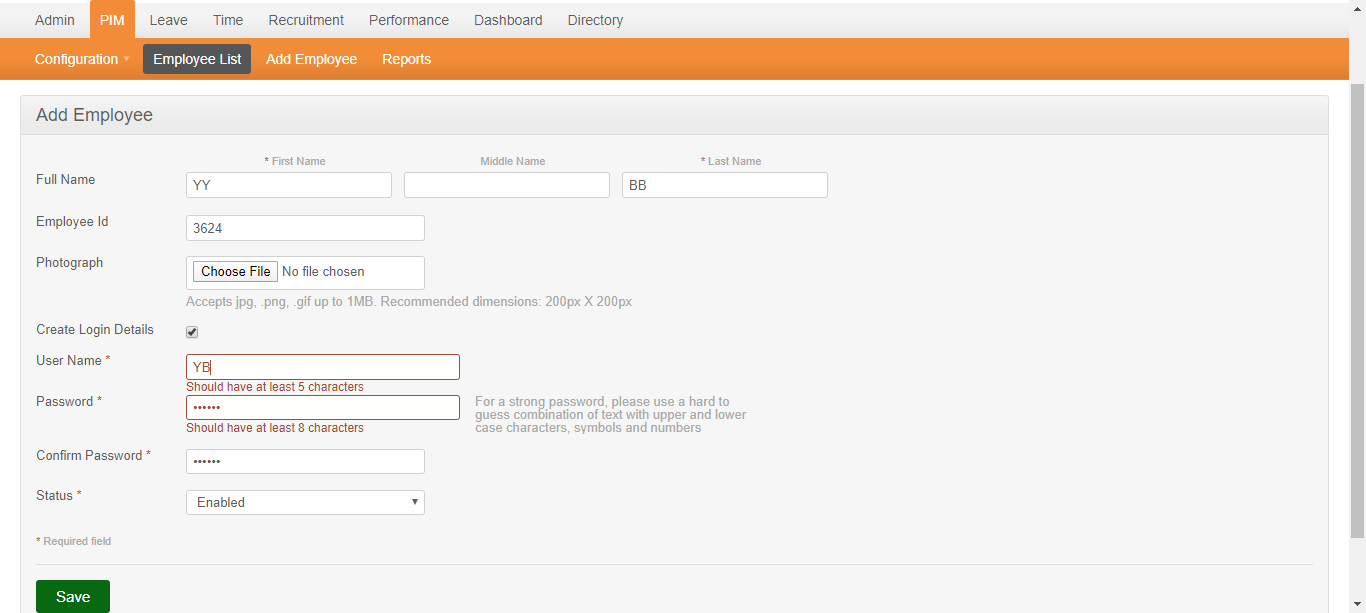 Admin PIM Leave Time Recruitment Performance Dashboard Directory
Configuration Employee List Add Employee Reports
Add Employee
* First Name Middle Name * Last Name
Full Name YY BB
Employee Id 3624
Photograph Choose File No file chosen
Accepts jpg, .png, .gif up to 1MB. Recommended dimensions: 200px X 200px
Create Login Details
User Name * YB
Should have at least 5 characters
Password * ••••••
For a strong password, please use a hard to
guess combination of text with upper and lower
case characters, symbols and numbers
Should have at least 8 characters
Confirm Password * ••••••
Status * Enabled
* Required field
Save